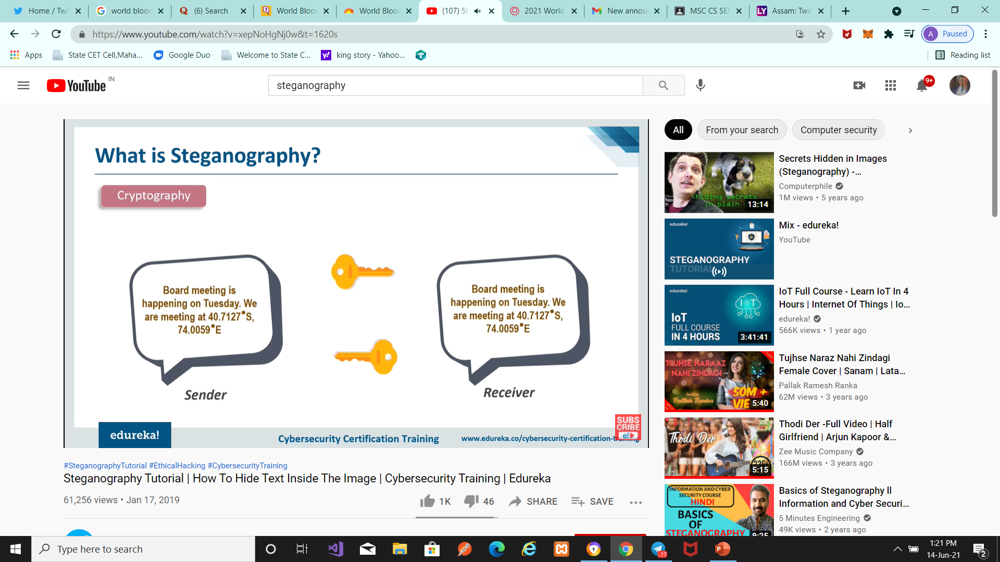 Home / Twit
world blood
(6) Search
World Blood
World Blood
(107) St
2021 World
New annou
MSC CS SEM
Assam: Two
https://www.youtube.com/watch?v=xepNoHgNj0w&t=1620s
A Paused
Apps
State CET Cell,Maha...
Google Duo
Welcome to State C...
king story - Yahoo...
Reading list
YouTube IN
steganography
9+
What is Steganography?
Cryptography
Board meeting is
happening on Tuesday. We
are meeting at 40.7127°S,
74.0059°E
Sender
Board meeting is
happening on Tuesday. We
are meeting at 40.7127°S,
74.0059°E
Receiver
edureka!
Cybersecurity Certification Training
www.edureka.co/cybersecurity-certification-training
SUBS
CRIBE
e!
#SteganographyTutorial #EthicalHacking #CybersecurityTraining
Steganography Tutorial | How To Hide Text Inside The Image | Cybersecurity Training | Edureka
61,256 views • Jan 17, 2019
1K
46
SHARE
SAVE
All
From your search
Computer security
<hiding secrets
in plain
13:14
Secrets Hidden in Images
(Steganography) -...
Computerphile
1M views • 5 years ago
edureka!
STEGANOGRAPHY
TUTORIAL
Mix - edureka!
YouTube
edureka!
IoT
IoT
FULL COURSE
IN 4 HOURS
3:41:41
IoT Full Course - Learn IoT In 4
Hours | Internet Of Things | Io...
edureka!
566K views • 1 year ago
TUJHSE NARAAZ
NAHI ZINDAGI
50M +
VIE
Pallak Ranka
5:40
Tujhse Naraz Nahi Zindagi
Female Cover | Sanam | Lata...
Pallak Ramesh Ranka
62M views • 3 years ago
Thodi Der
5:15
Thodi Der -Full Video | Half
Girlfriend | Arjun Kapoor &...
Zee Music Company
166M views • 3 years ago
INFORMATION AND CYBER
SECURITY COURSE
HINDI
BASICS
OF
STEGANOGRAPHY
9:25
Basics of Steganography ll
Information and Cyber Securi...
5 Minutes Engineering
49K views • 2 years ago
Type here to search
1:21 PM
14-Jun-21
2